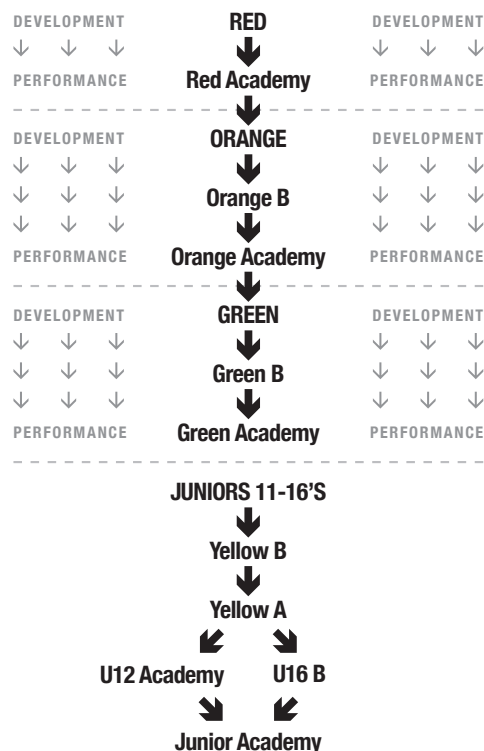 DEVELOPMENT RED DEVELOPMENT
PERFORMANCE Red Academy PERFORMANCE
DEVELOPMENT ORANGE DEVELOPMENT
Orange B
PERFORMANCE Orange Academy PERFORMANCE
DEVELOPMENT GREEN DEVELOPMENT
Green B
PERFORMANCE Green Academy PERFORMANCE
JUNIORS 11-16'S
Yellow B
Yellow A
U12 Academy U16 B
Junior Academy